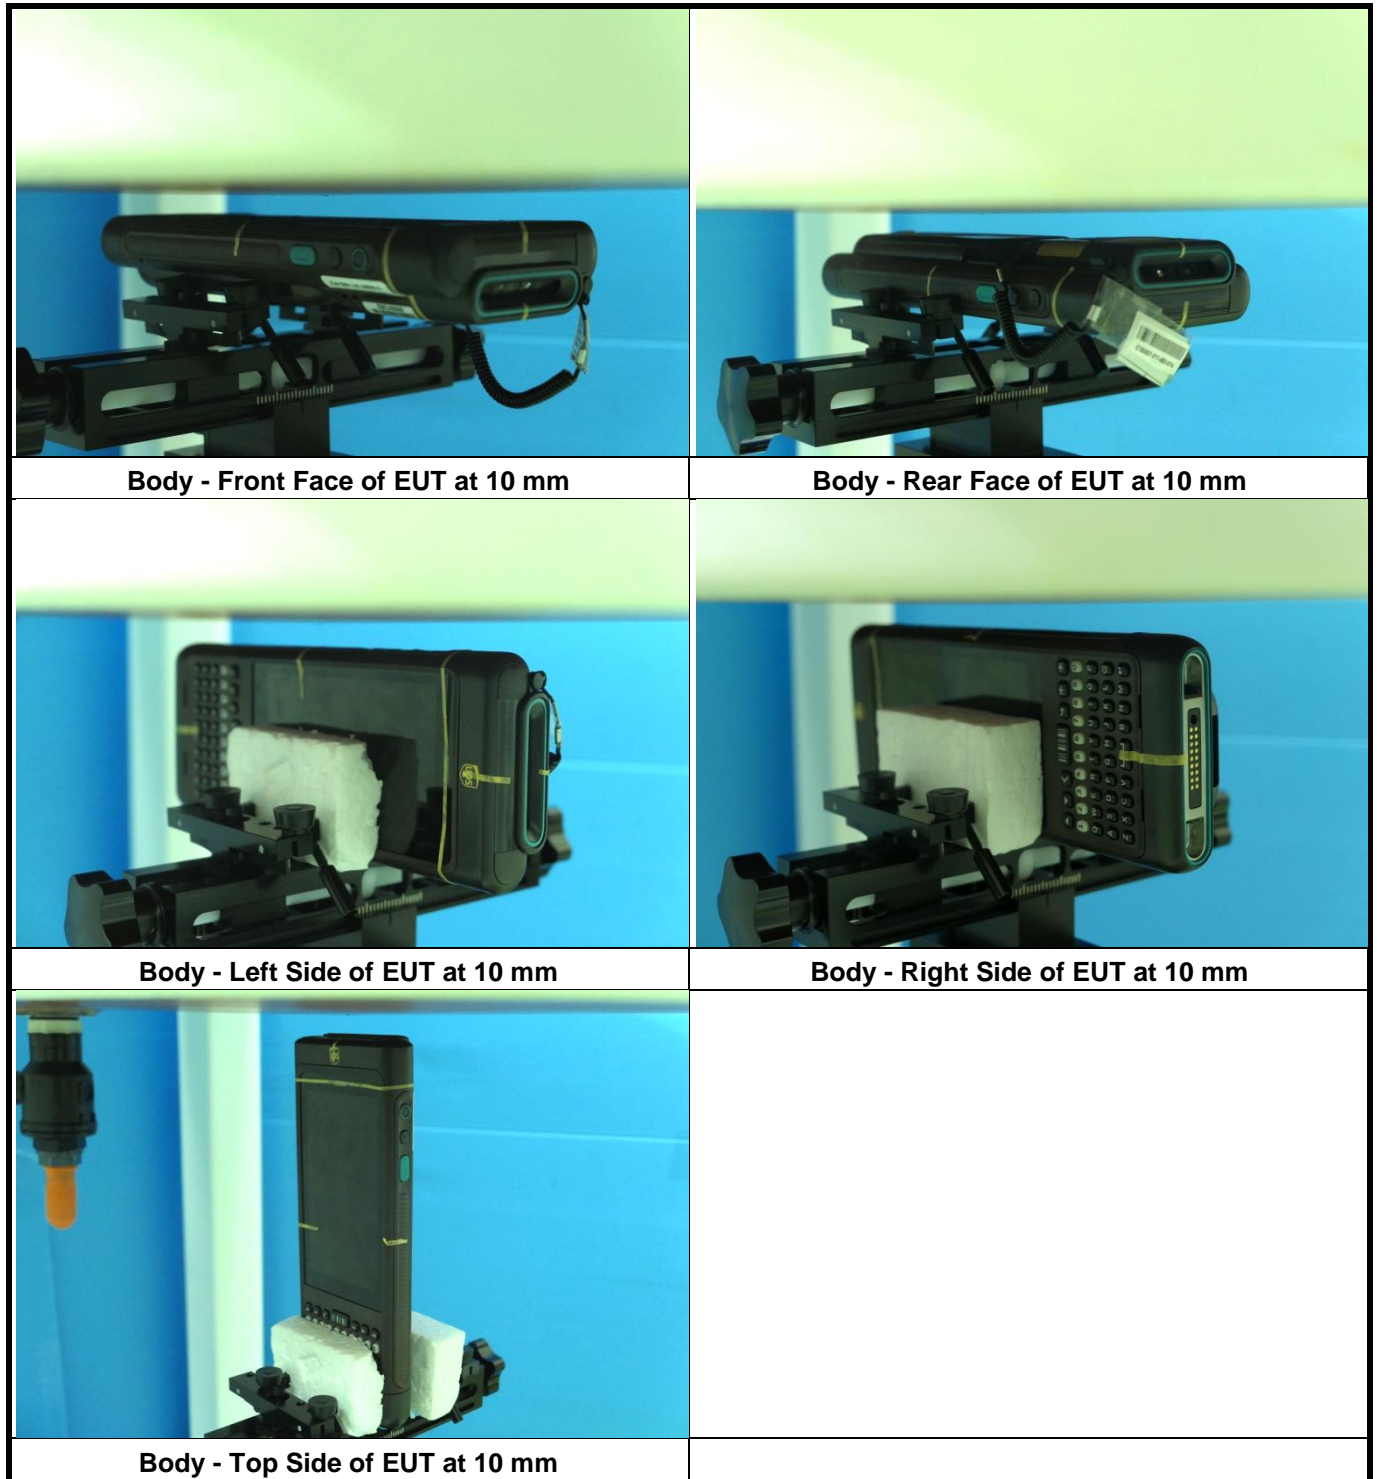 Body - Front Face of EUT at 10 mm
Body - Rear Face of EUT at 10 mm
Body - Left Side of EUT at 10 mm
Body - Right Side of EUT at 10 mm
Body - Top Side of EUT at 10 mm